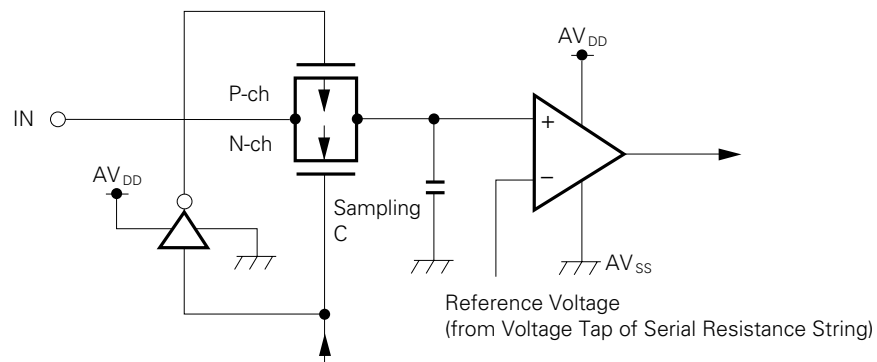 AVDD
P-ch
IN
N-ch
+
AVDD
−
Sampling
C
AVSS
Reference Voltage
(from Voltage Tap of Serial Resistance String)